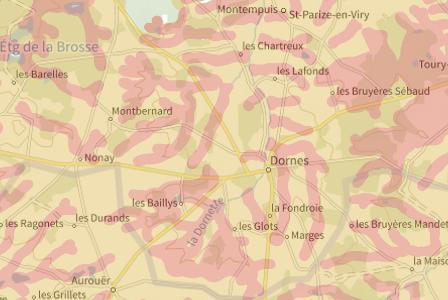 Montempuis
St-Parize-en-Viry
Étg de la Brosse
les Chartreux
Toury-
les Barelles
les Lafonds
les Bruyères Sébaud
Montbernard
Nonay
Dornes
les Baillys
la Dornette
la Fondroie
les Ragonets
les Durands
les Glots
les Bruyères Mandet
Marges
la Maiso
Aurouër
les Grillets